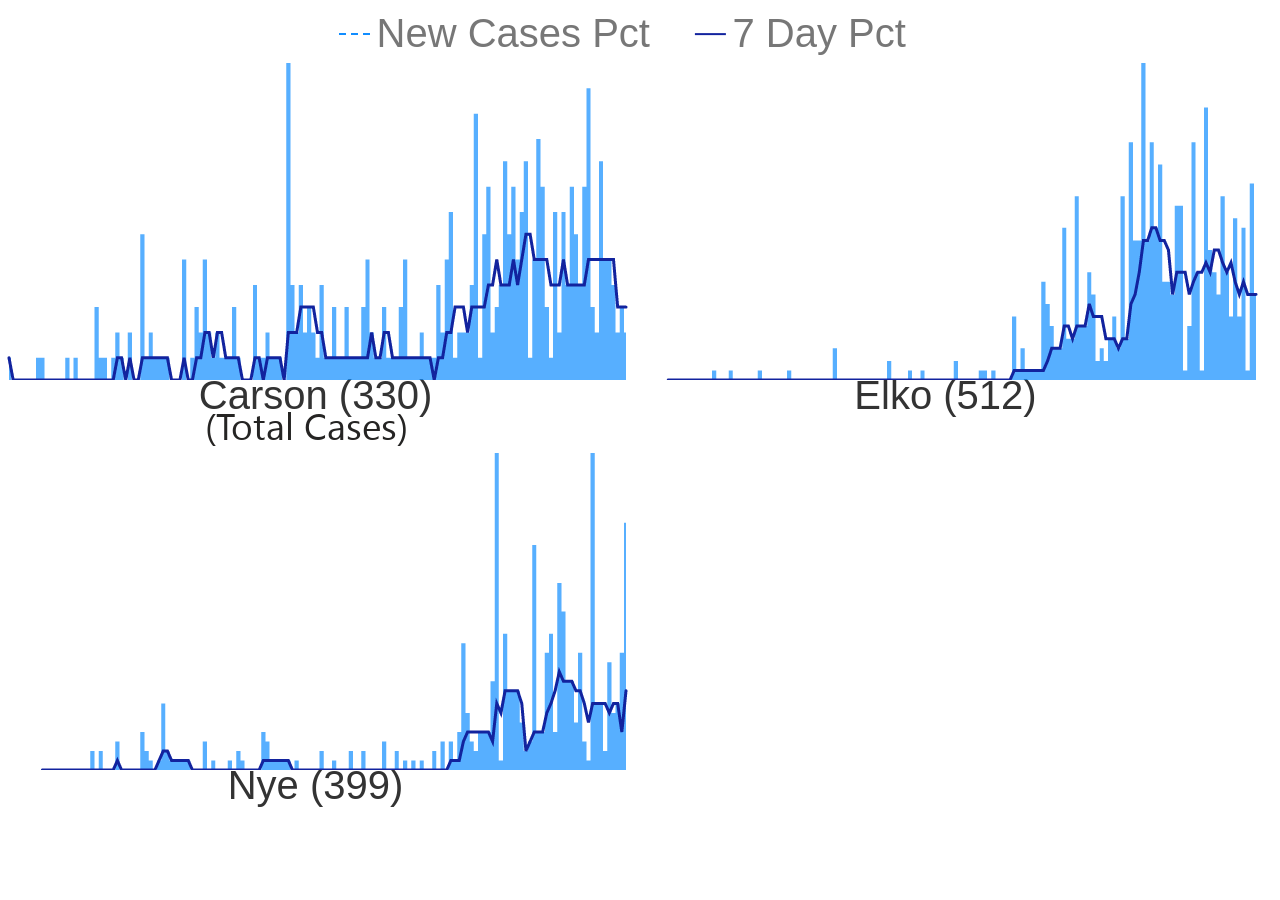 New Cases Pct 7 Day Pct
Carson (330)
(Total Cases)
Elko (512)
Nye (399)